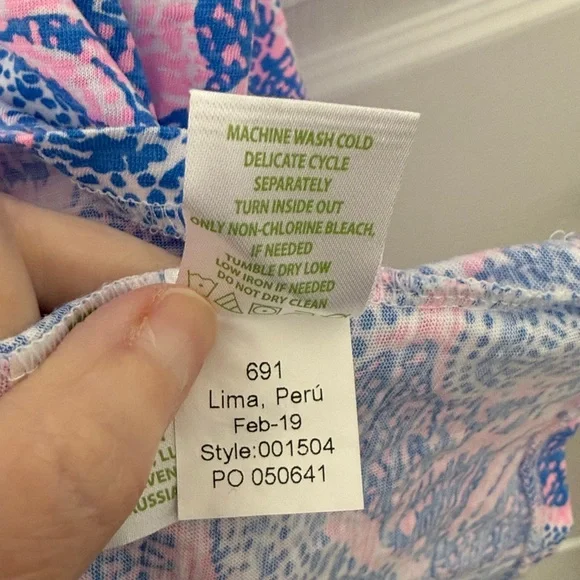 MACHINE WASH COLD
DELICATE CYCLE
SEPARATELY
TURN INSIDE OUT
ONLY NON-CHLORINE BLEACH,
IF NEEDED
TUMBLE DRY LOW
LOW IRON IF NEEDED
DO NOT DRY CLEAN
691
Lima, Perú
Feb-19
Style:001504
PO 050641